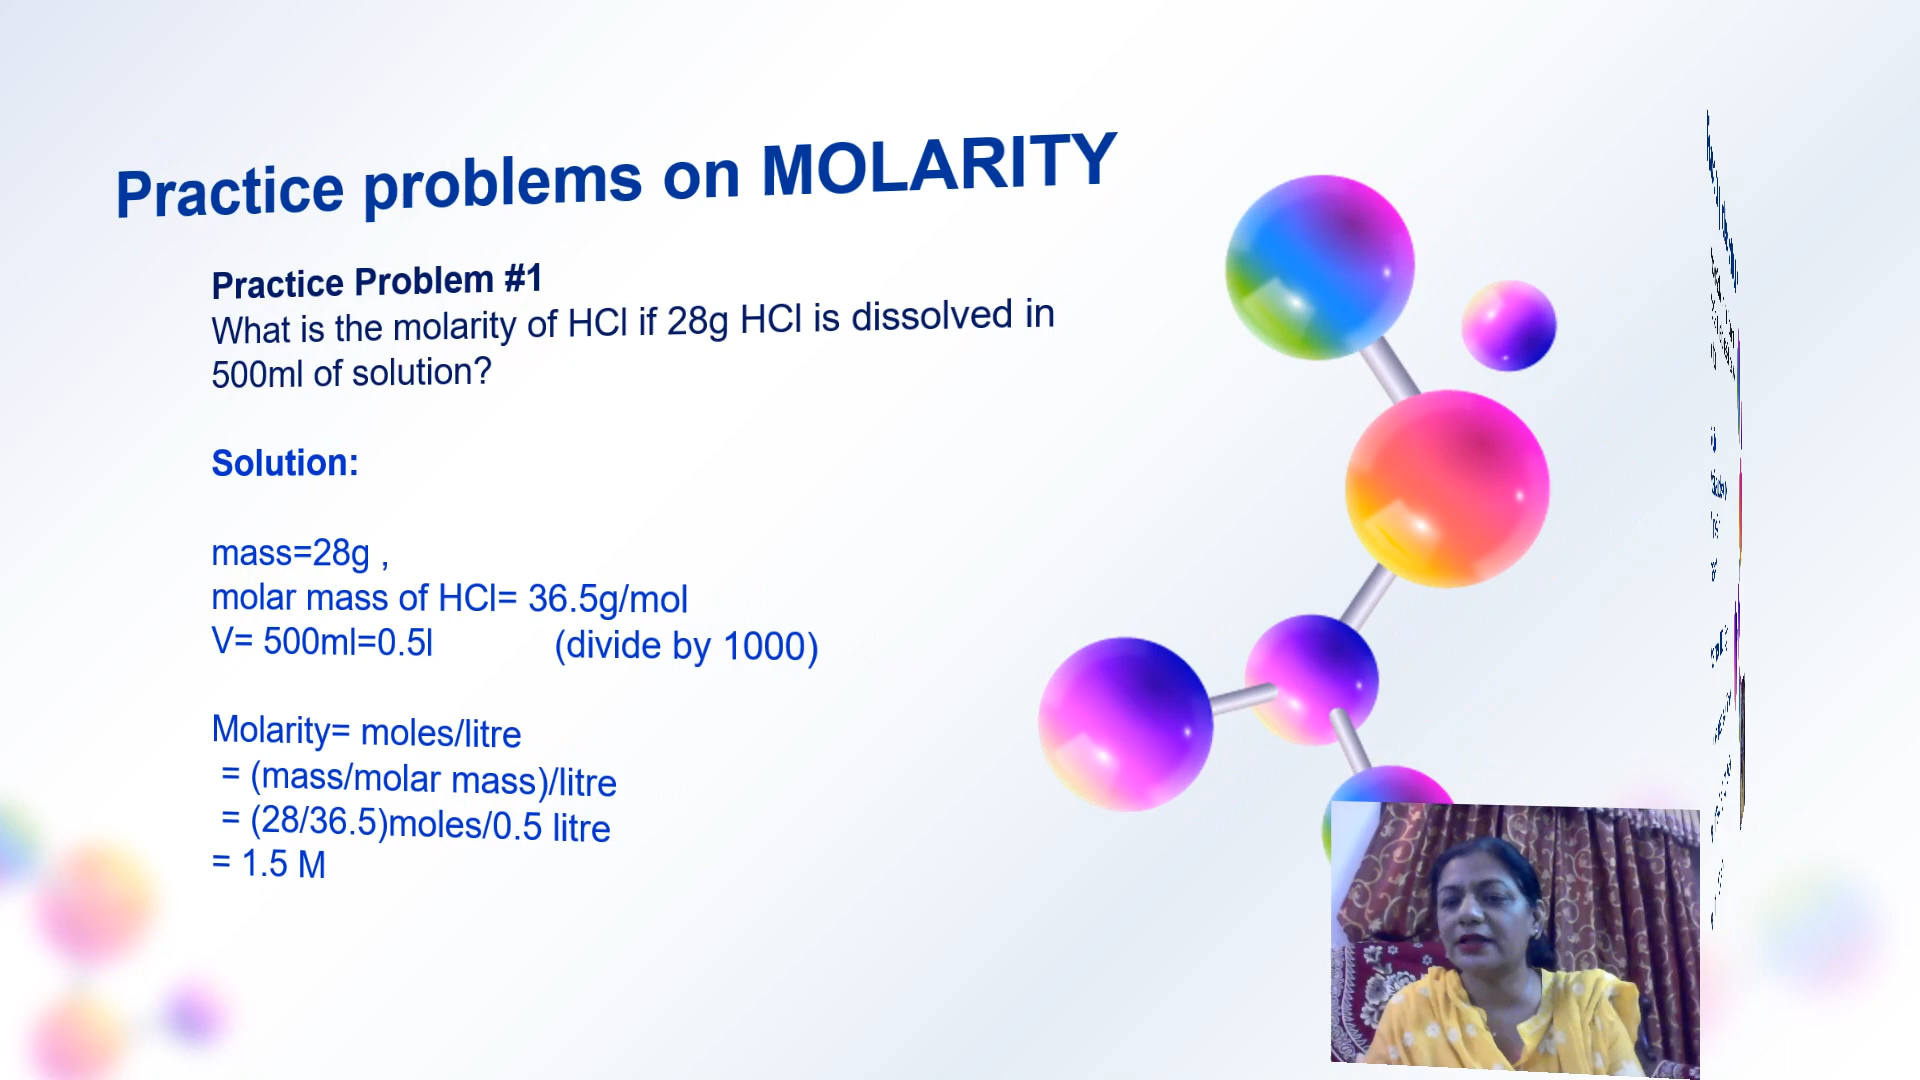 Practice problems on MOLARITY
Practice Problem #1
What is the molarity of HCl if 28g HCl is dissolved in
500ml of solution?
Solution:
mass=28g ,
molar mass of HCl= 36.5g/mol
V= 500ml=0.5l (divide by 1000)
Molarity= moles/litre
= (mass/molar mass)/litre
= (28/36.5)moles/0.5 litre
= 1.5 M